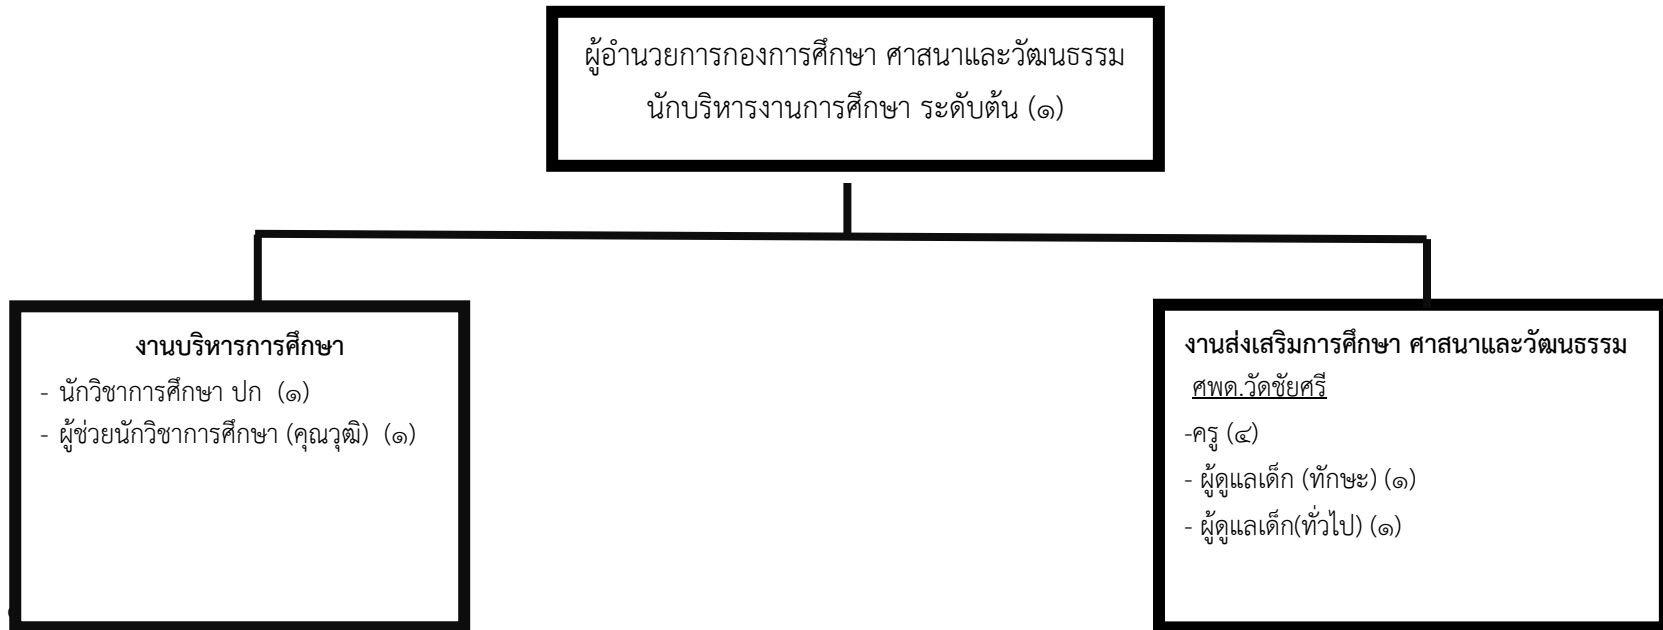 ผู้อำนวยการกองการศึกษา ศาสนาและวัฒนธรรม
นักบริหารงานการศึกษา ระดับต้น (๑)
งานบริหารการศึกษา
- นักวิชาการศึกษา ปก (๑)
- ผู้ช่วยนักวิชาการศึกษา (คุณวุฒิ) (๑)
งานส่งเสริมการศึกษา ศาสนาและวัฒนธรรม
ศพด.วัดชัยศรี
-ครู (๔)
- ผู้ดูแลเด็ก (ทักษะ) (๑)
- ผู้ดูแลเด็ก(ทั่วไป) (๑)